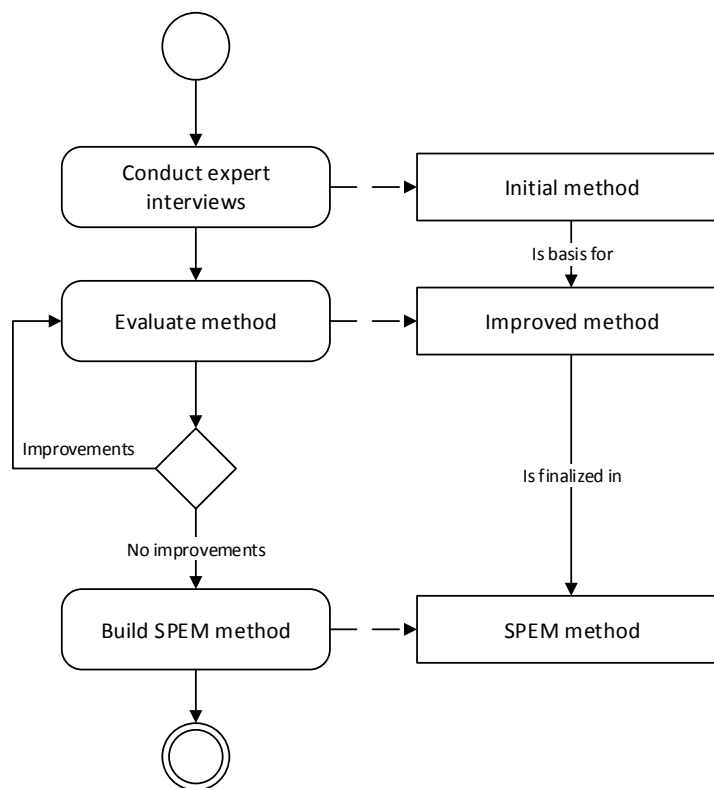 Conduct expert
interviews
Initial method
Is basis for
Evaluate method
Improved method
Improvements
Is finalized in
No improvements
Build SPEM method
SPEM method